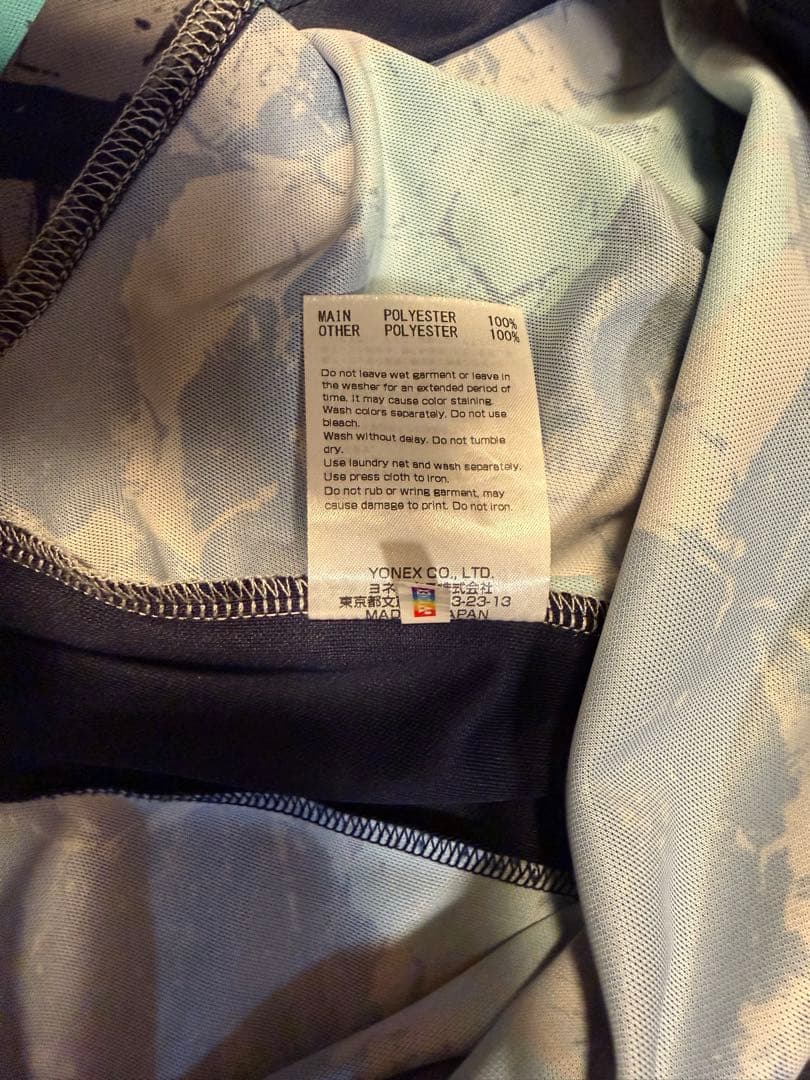 MAIN POLYESTER 100%
OTHER POLYESTER 100%
Do not leave wet garment or leave in
the washer for an extended period of
time. It may cause color staining.
Wash colors separately. Do not use
bleach.
Wash without delay. Do not tumble
dry.
Use laundry net and wash separately.
Use press cloth to iron.
Do not rub or wring garment, may
cause damage to print. Do not iron.
YONEX CO., LTD.
ヨネ 式会社
東京都文 3-23-13
MAD APAN